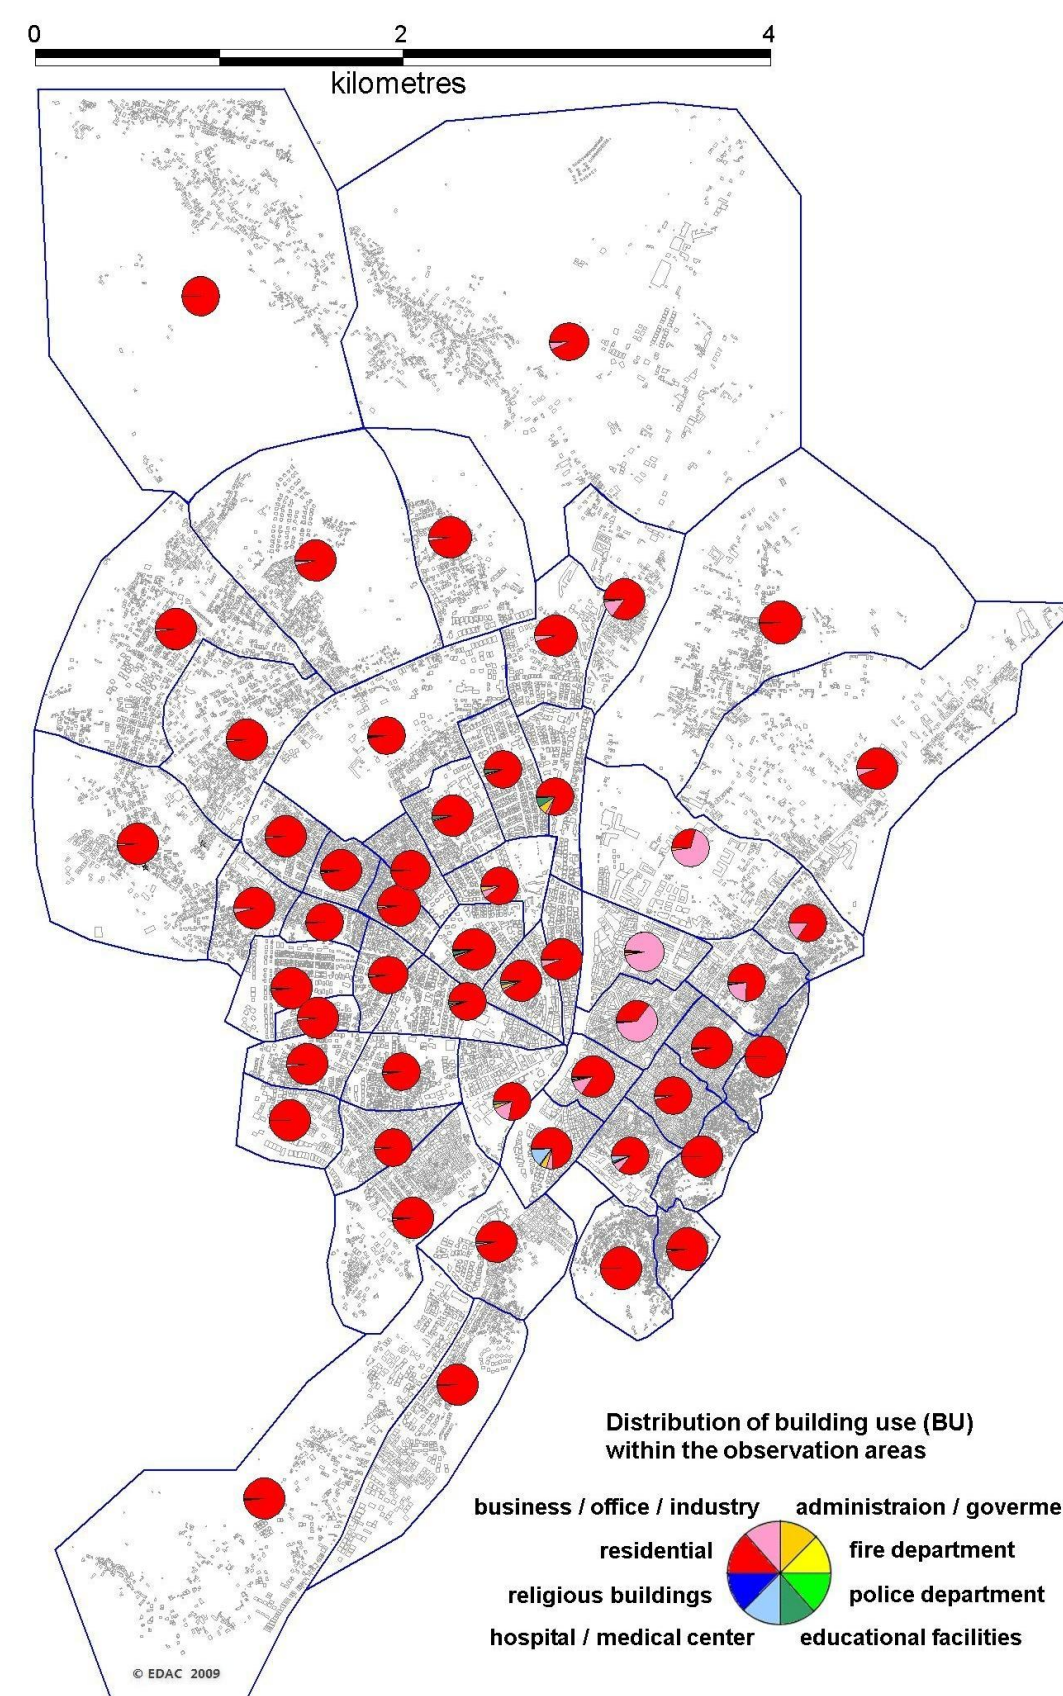 0 2 4
kilometres
Distribution of building use (BU)
within the observation areas
business / office / industry administraion / goverme
residential fire department
religious buildings police department
hospital / medical center educational facilities
© EDAC 2009